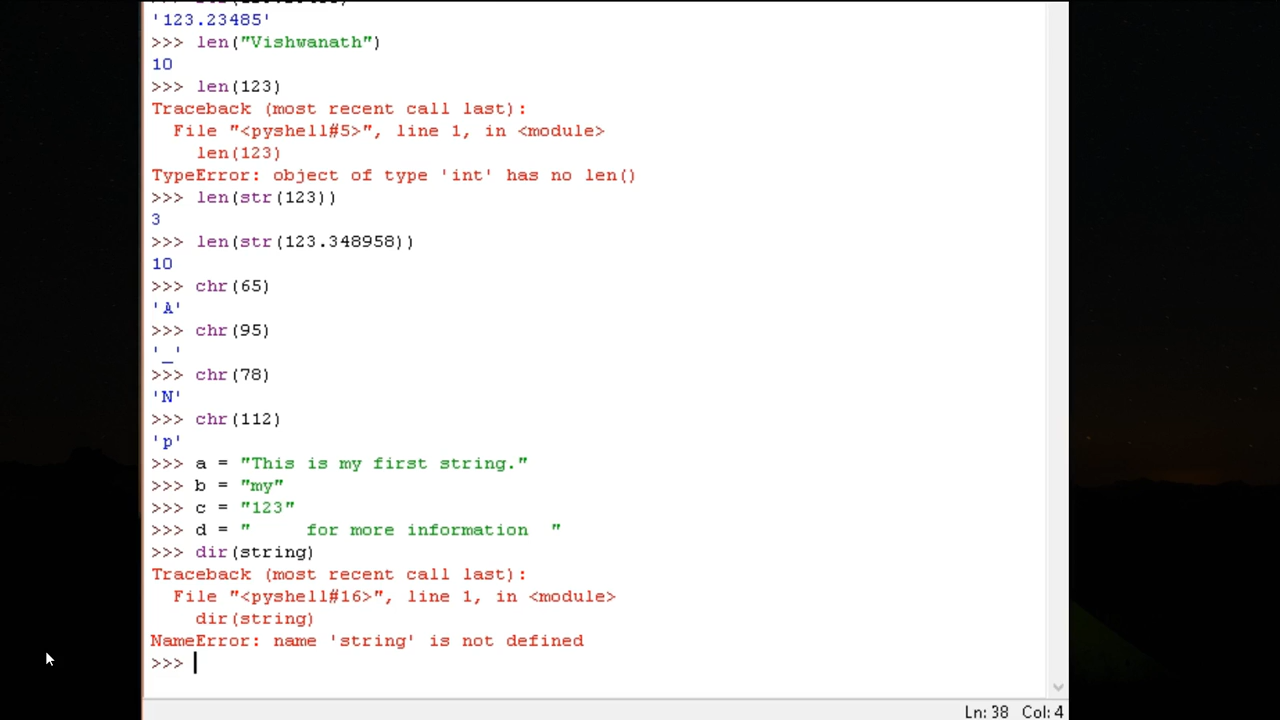 '123.23485'
>>> len("Vishwanath")
10
>>> len(123)
Traceback (most recent call last):
  File "<pyshell#5>", line 1, in <module>
    len(123)
TypeError: object of type 'int' has no len()
>>> len(str(123))
3
>>> len(str(123.348958))
10
>>> chr(65)
'A'
>>> chr(95)
'_'
>>> chr(78)
'N'
>>> chr(112)
'p'
>>> a = "This is my first string."
>>> b = "my"
>>> c = "123"
>>> d = "     for more information  "
>>> dir(string)
Traceback (most recent call last):
  File "<pyshell#16>", line 1, in <module>
    dir(string)
NameError: name 'string' is not defined
>>>
Ln: 38 Col: 4